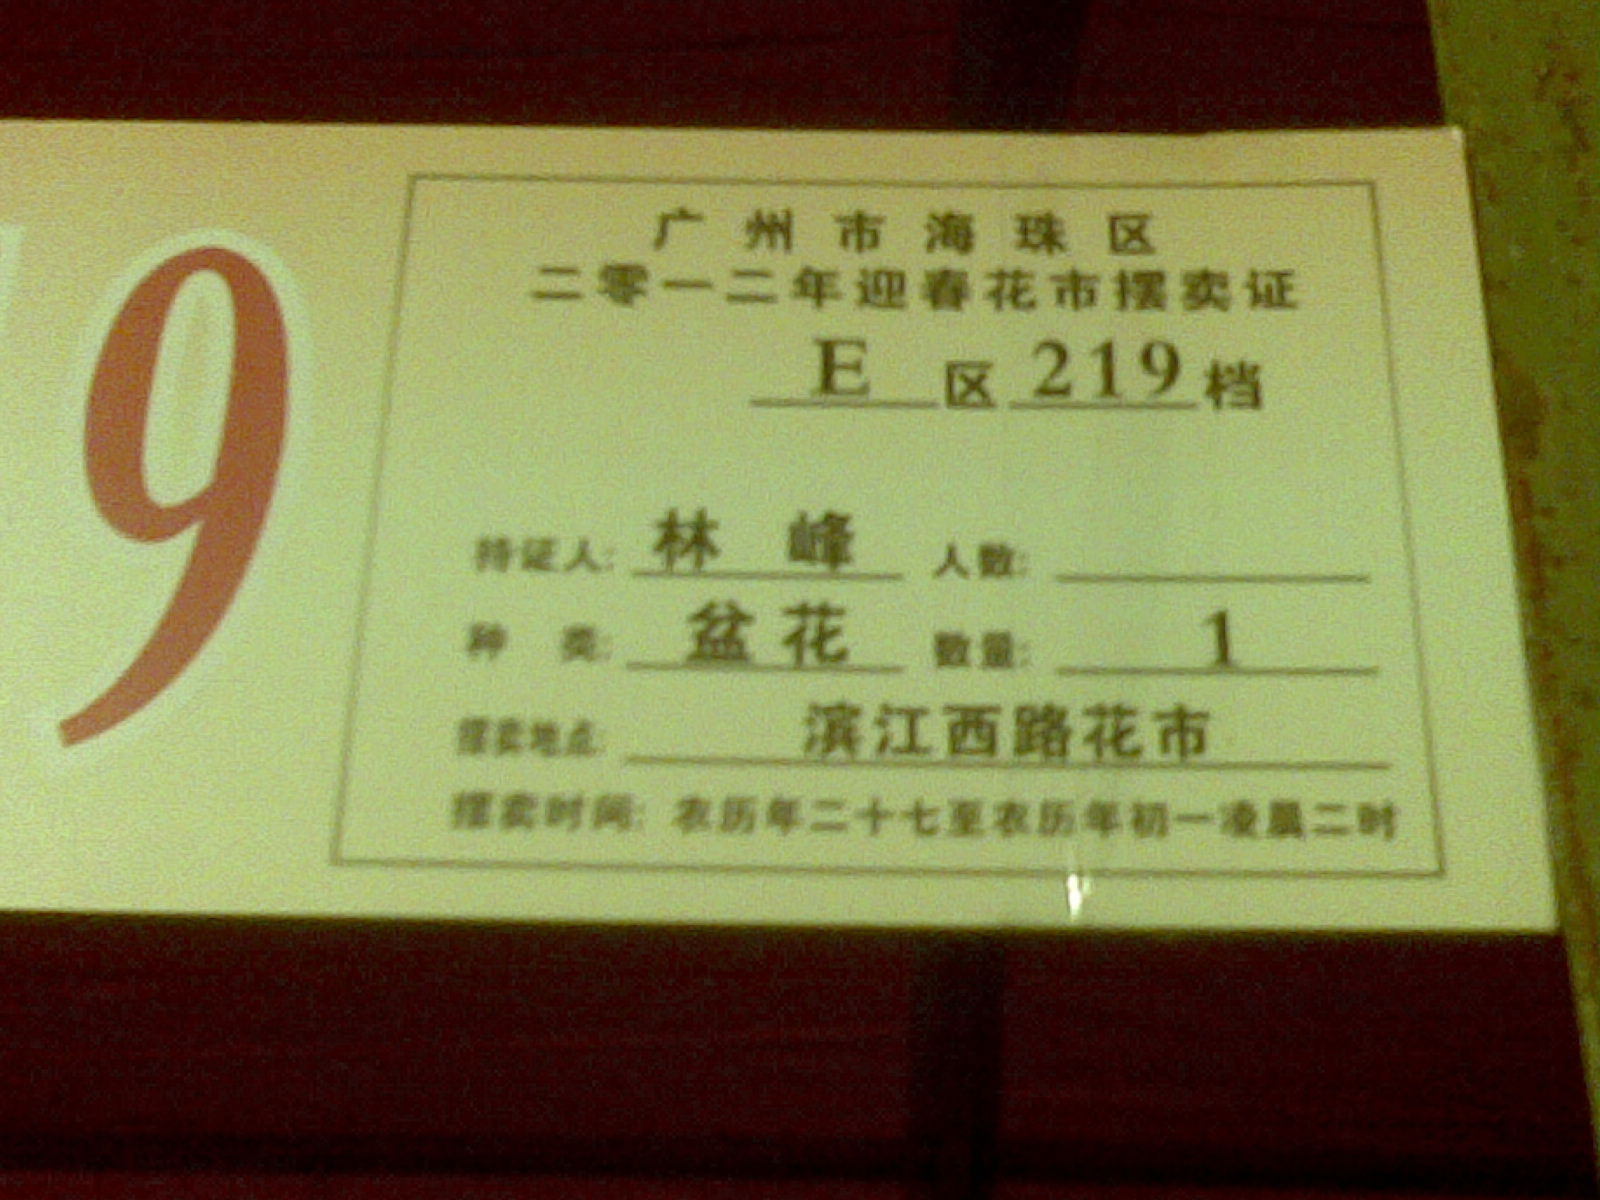 9
广州市海珠区
二零一二年迎春花市摆卖证
E 区 219 档
持证人: 林 峰 人数:
种 类: 盆花 数量: 1
摆卖地点: 滨江西路花市
摆卖时间: 农历年二十七至农历年初一凌晨二时